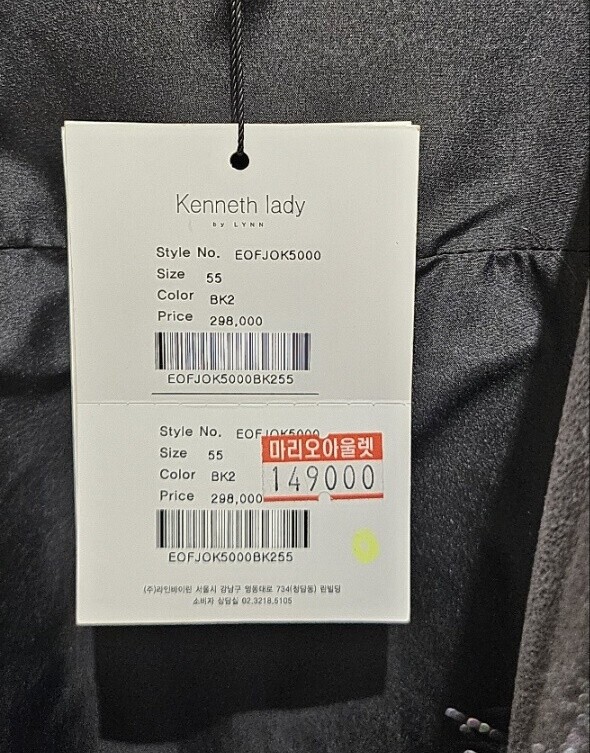 Kenneth lady
by LYNN
Style No. EOFJOK5000
Size 55
Color BK2
Price 298,000
EOFJOK5000BK255
Style No. EOFJOK5000
Size 55
마리오아울렛
Color BK2
149000
Price 298,000
EOFJOK5000BK255
(주)라인바이린 서울시 강남구 영동대로 734(청담동) 린빌딩
소비자 상담실 02.3218.5105